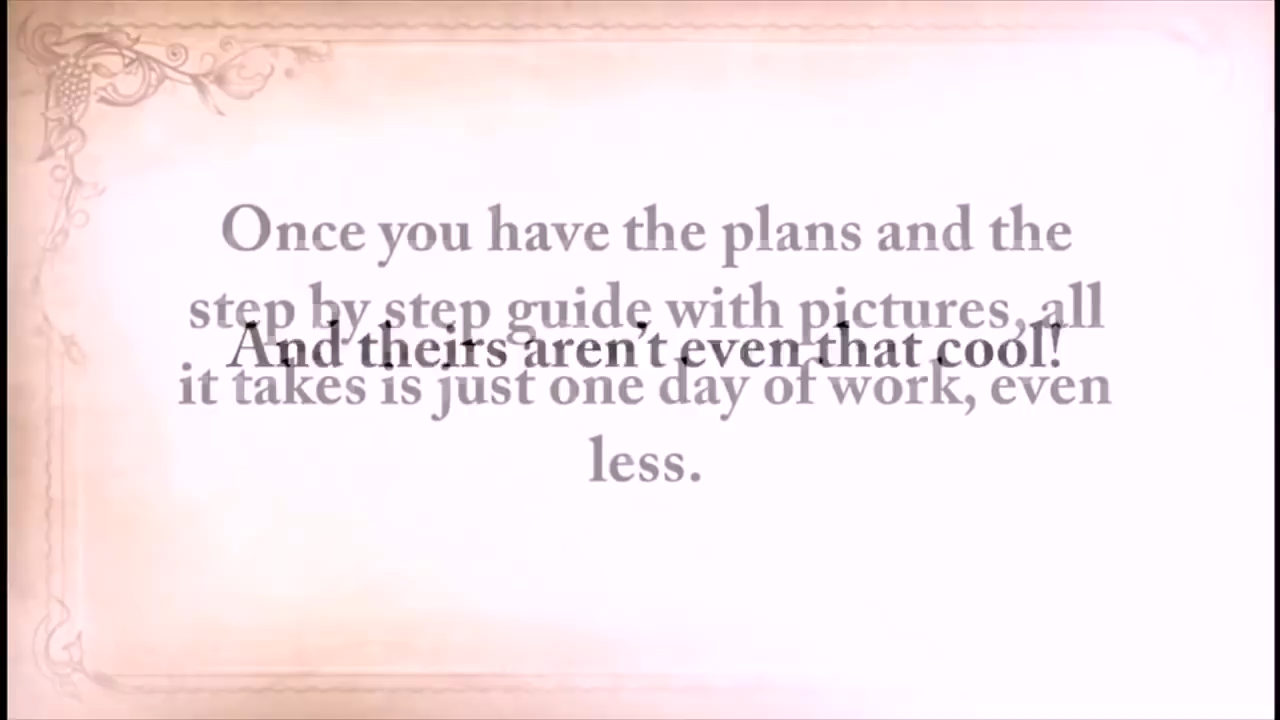 Once you have the plans and the
step by step guide with pictures, all
And theirs aren't even that cool!
it takes is just one day of work, even
less.